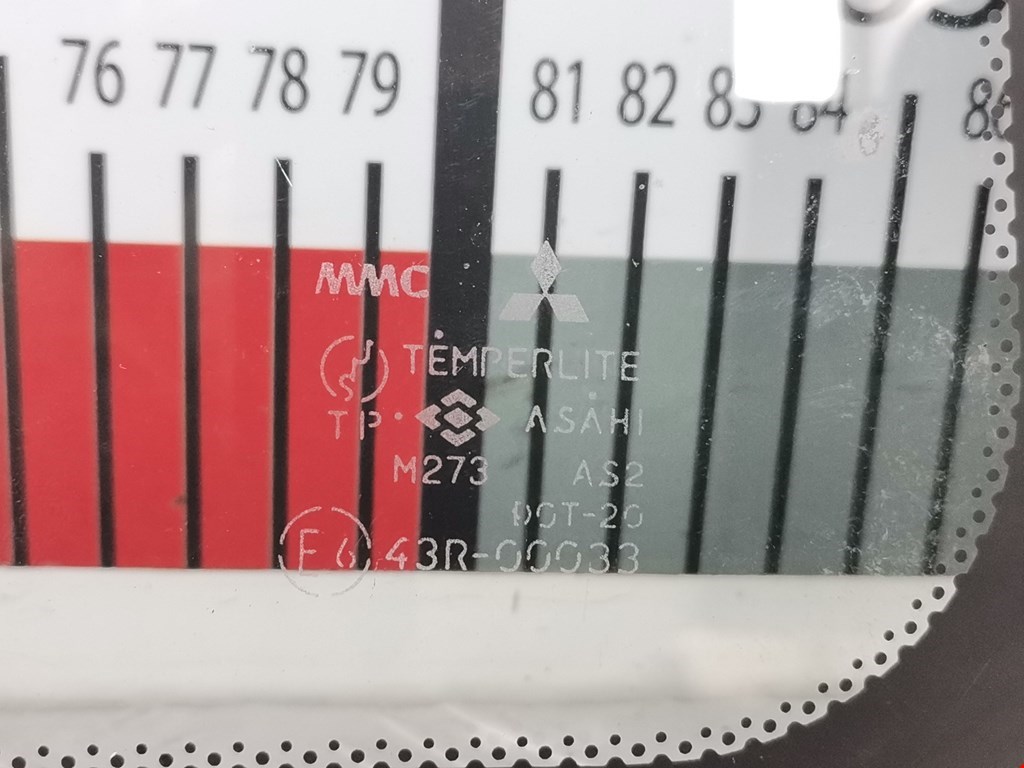 76 77 78 79 81 82 83 84 86
MMC
TEMPERLITE
TP ASAHI
M273 AS2
DOT-20
E6 43R-00033